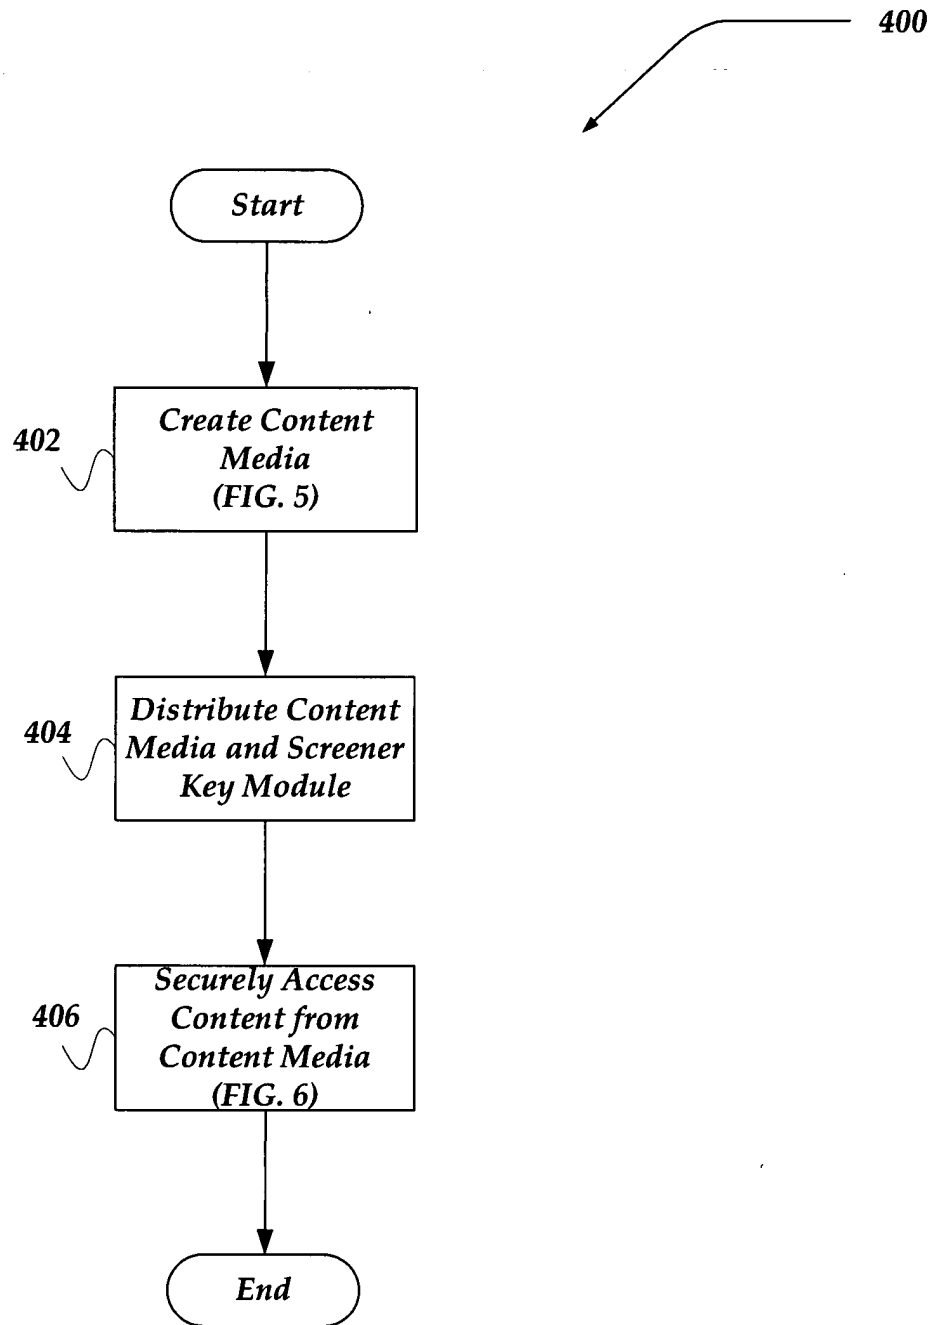 400
Start
402
Create Content
Media
(FIG. 5)
404
Distribute Content
Media and Screener
Key Module
406
Securely Access
Content from
Content Media
(FIG. 6)
End